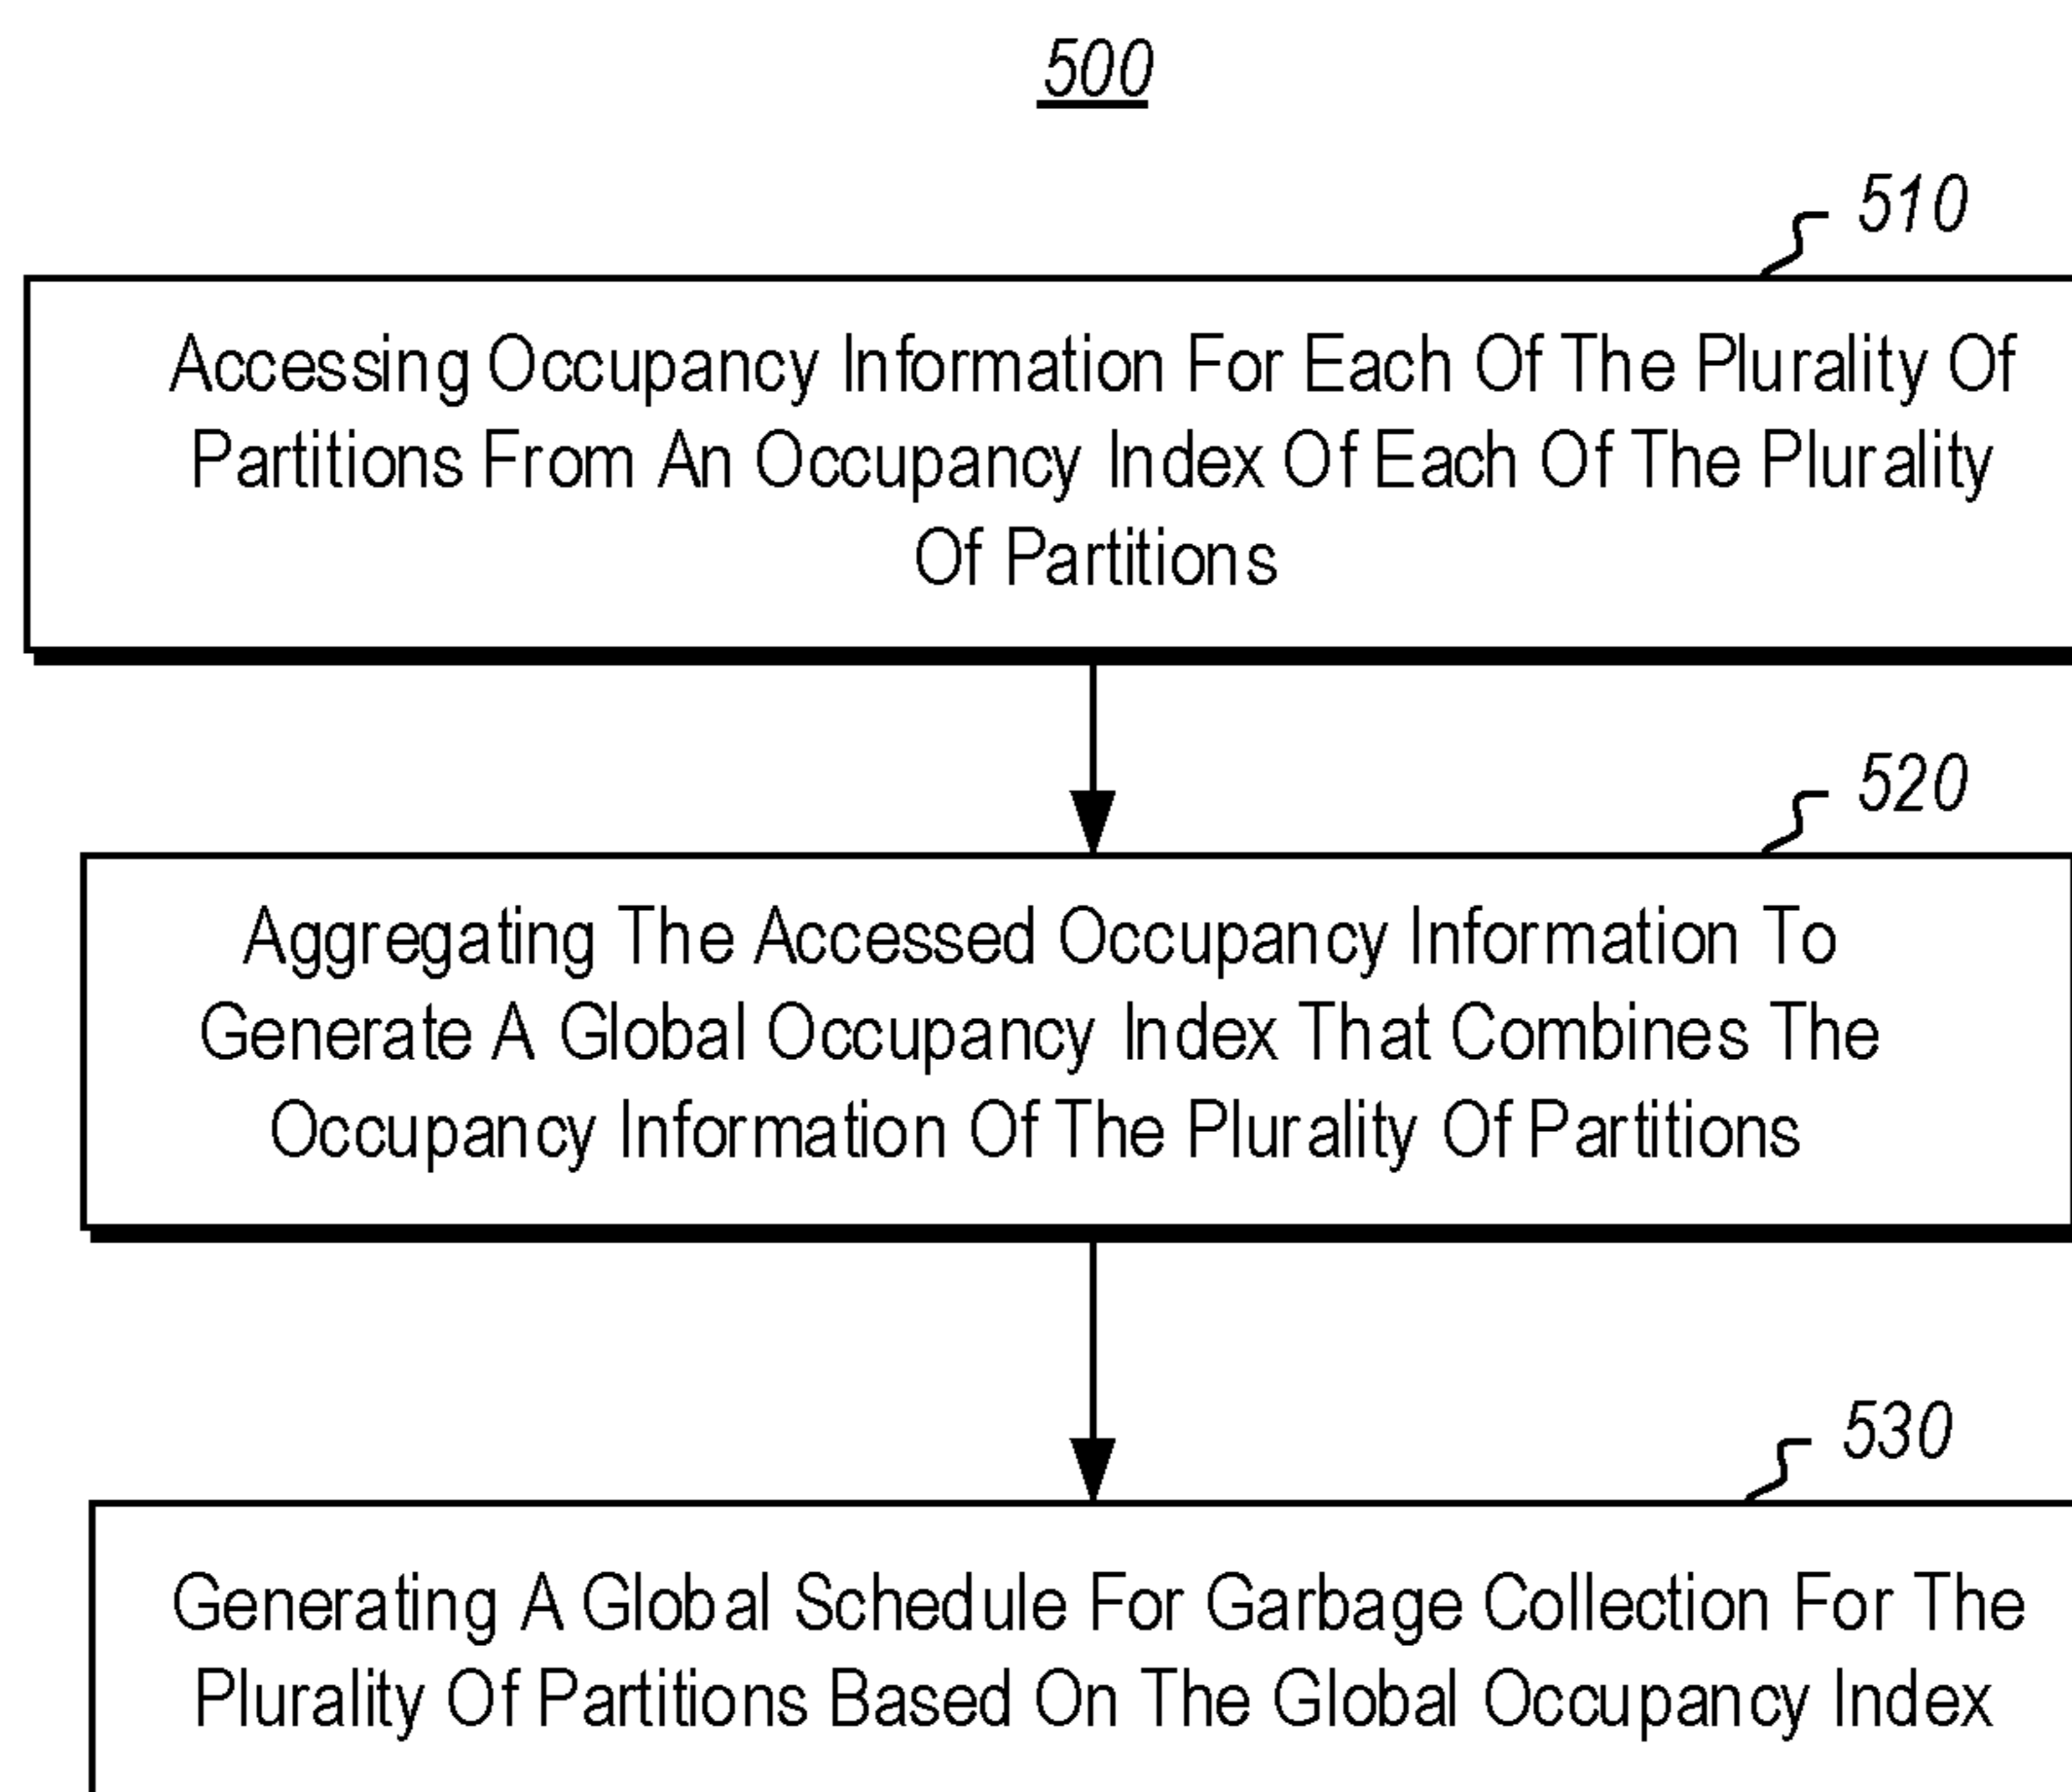 500
510
Accessing Occupancy Information For Each Of The Plurality Of
Partitions From An Occupancy Index Of Each Of The Plurality
Of Partitions
520
Aggregating The Accessed Occupancy Information To
Generate A Global Occupancy Index That Combines The
Occupancy Information Of The Plurality Of Partitions
530
Generating A Global Schedule For Garbage Collection For The
Plurality Of Partitions Based On The Global Occupancy Index